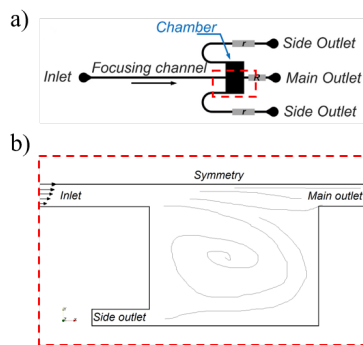 a)
Chamber
r
Side Outlet
Inlet
Focusing channel
R
Main Outlet
r
Side Outlet
b)
Symmetry
Inlet
Main outlet
Side outlet